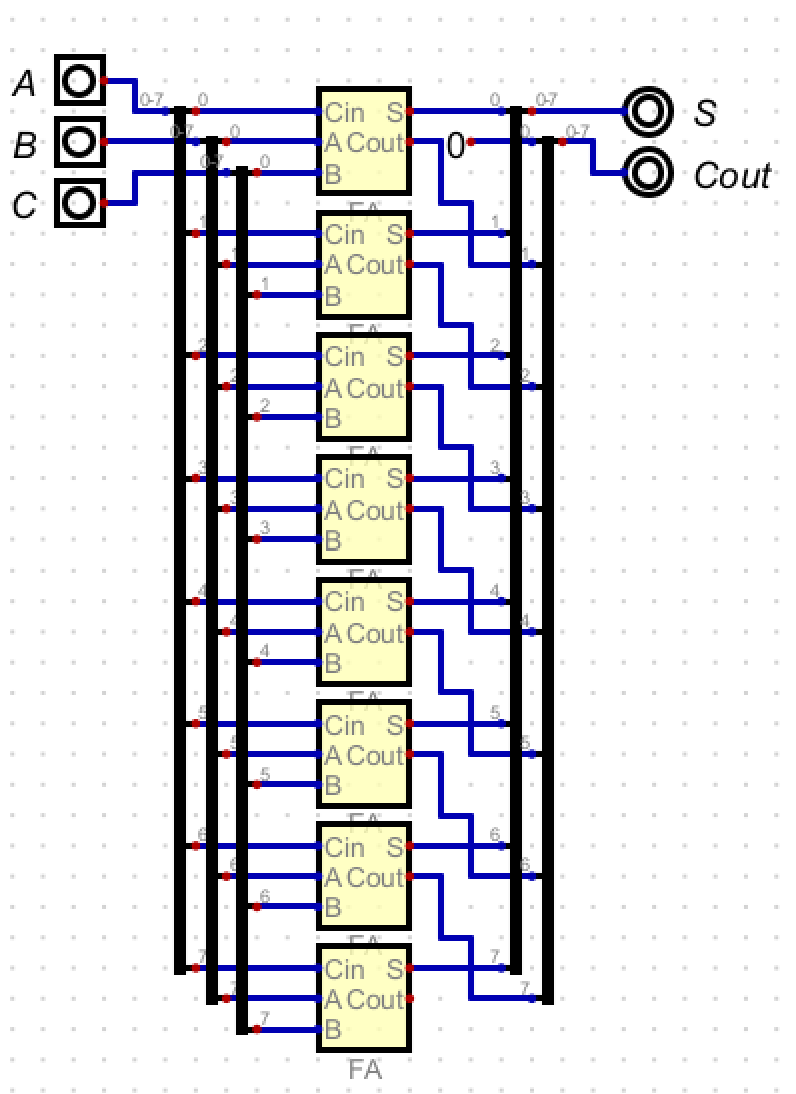 A 0-7 0 Cin S 0 0-7 S
B 0-7 0 A Cout 0 0 0-7
C 0-7 0 B Cout
FA
1 Cin S 1
1 A Cout 1
1 B
FA
2 Cin S 2
2 A Cout 2
2 B
FA
3 Cin S 3
3 A Cout 3
3 B
FA
4 Cin S 4
4 A Cout 4
4 B
FA
5 Cin S 5
5 A Cout 5
5 B
FA
6 Cin S 6
6 A Cout 6
6 B
FA
7 Cin S 7
7 A Cout 7
7 B
FA